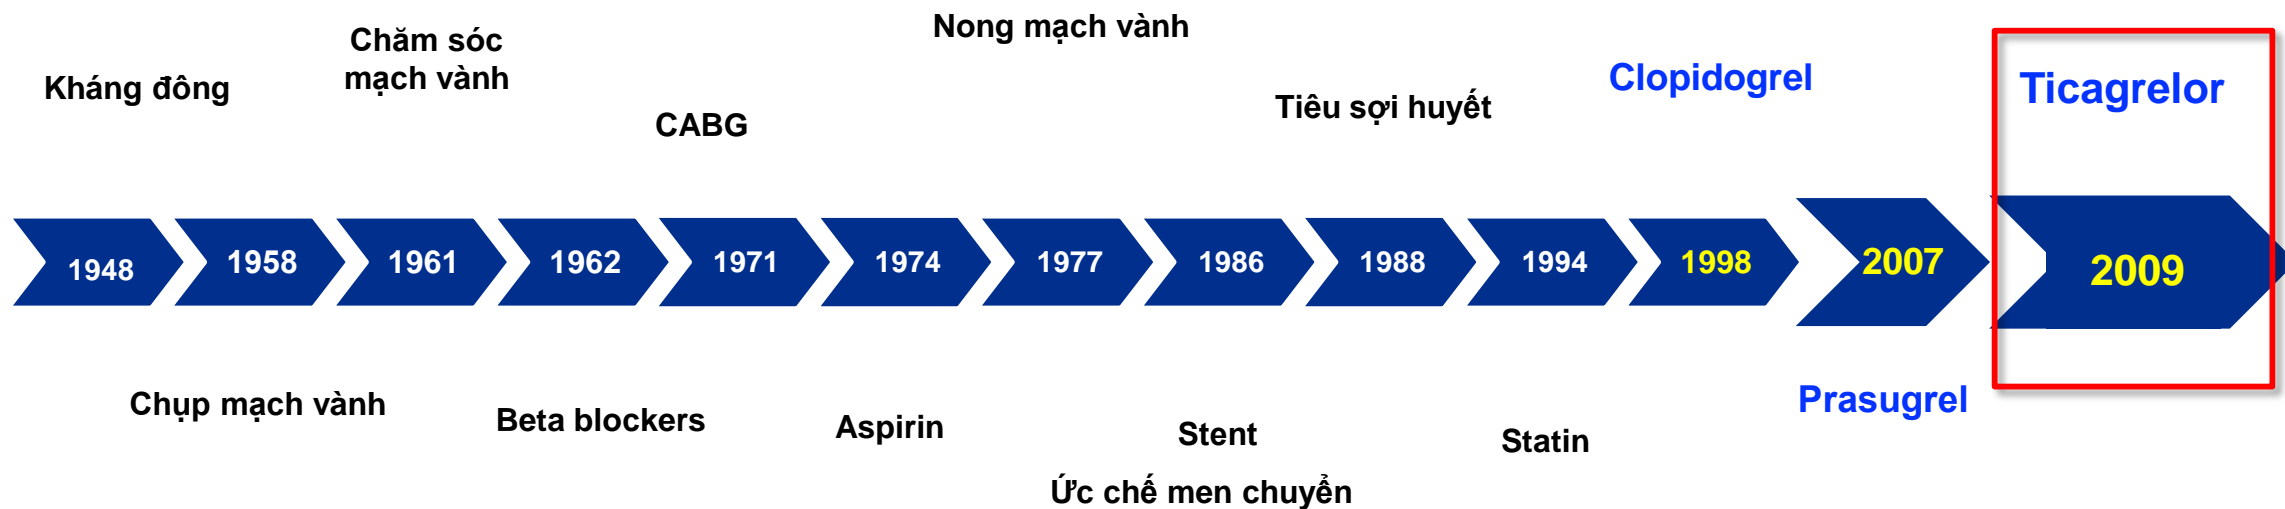 Nong mạch vành
Chăm sóc
mạch vành
Kháng đông
Clopidogrel
Ticagrelor
Tiêu sợi huyết
CABG
1948
1958
1961
1962
1971
1974
1977
1986
1988
1994
1998
2007
2009
Chụp mạch vành
Beta blockers
Aspirin
Stent
Statin
Prasugrel
Ức chế men chuyển